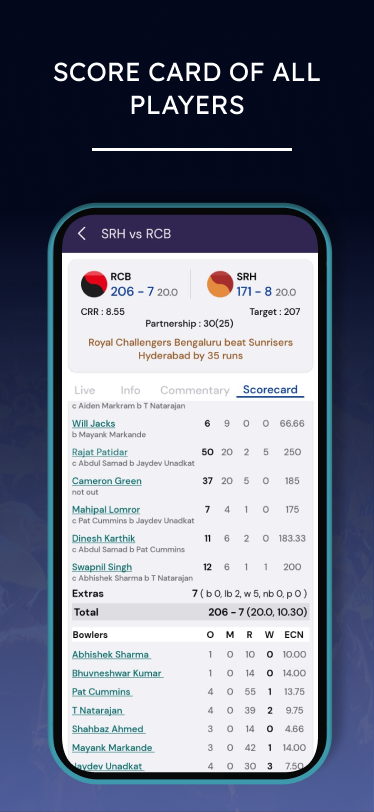 SCORE CARD OF ALL
PLAYERS
SRH vs RCB
RCB
206 - 7 20.0
SRH
171 - 8 20.0
CRR : 8.55 Target : 207
Partnership : 30(25)
Royal Challengers Bengaluru beat Sunrisers
Hyderabad by 35 runs
Live Info Commentary Scorecard
c Aiden Markram b T Natarajan
Will Jacks 6 9 0 0 66.66
b Mayank Markande
Rajat Patidar 50 20 2 5 250
c Abdul Samad b Jaydev Unadkat
Cameron Green 37 20 5 0 185
not out
Mahipal Lomror 7 4 1 0 175
c Pat Cummins b Jaydev Unadkat
Dinesh Karthik 11 6 2 0 183.33
c Abdul Samad b Pat Cummins
Swapnil Singh 12 6 1 1 200
c Abhishek Sharma b T Natarajan
Extras 7 ( b 0, lb 2, w 5, nb 0, p 0 )
Total 206 - 7 (20.0, 10.30)
Bowlers O M R W ECN
Abhishek Sharma 1 0 10 0 10.00
Bhuvneshwar Kumar 1 0 14 0 14.00
Pat Cummins 4 0 55 1 13.75
T Natarajan 4 0 39 2 9.75
Shahbaz Ahmed 3 0 14 0 4.66
Mayank Markande 3 0 42 1 14.00
Jaydev Unadkat 4 0 30 3 7.50